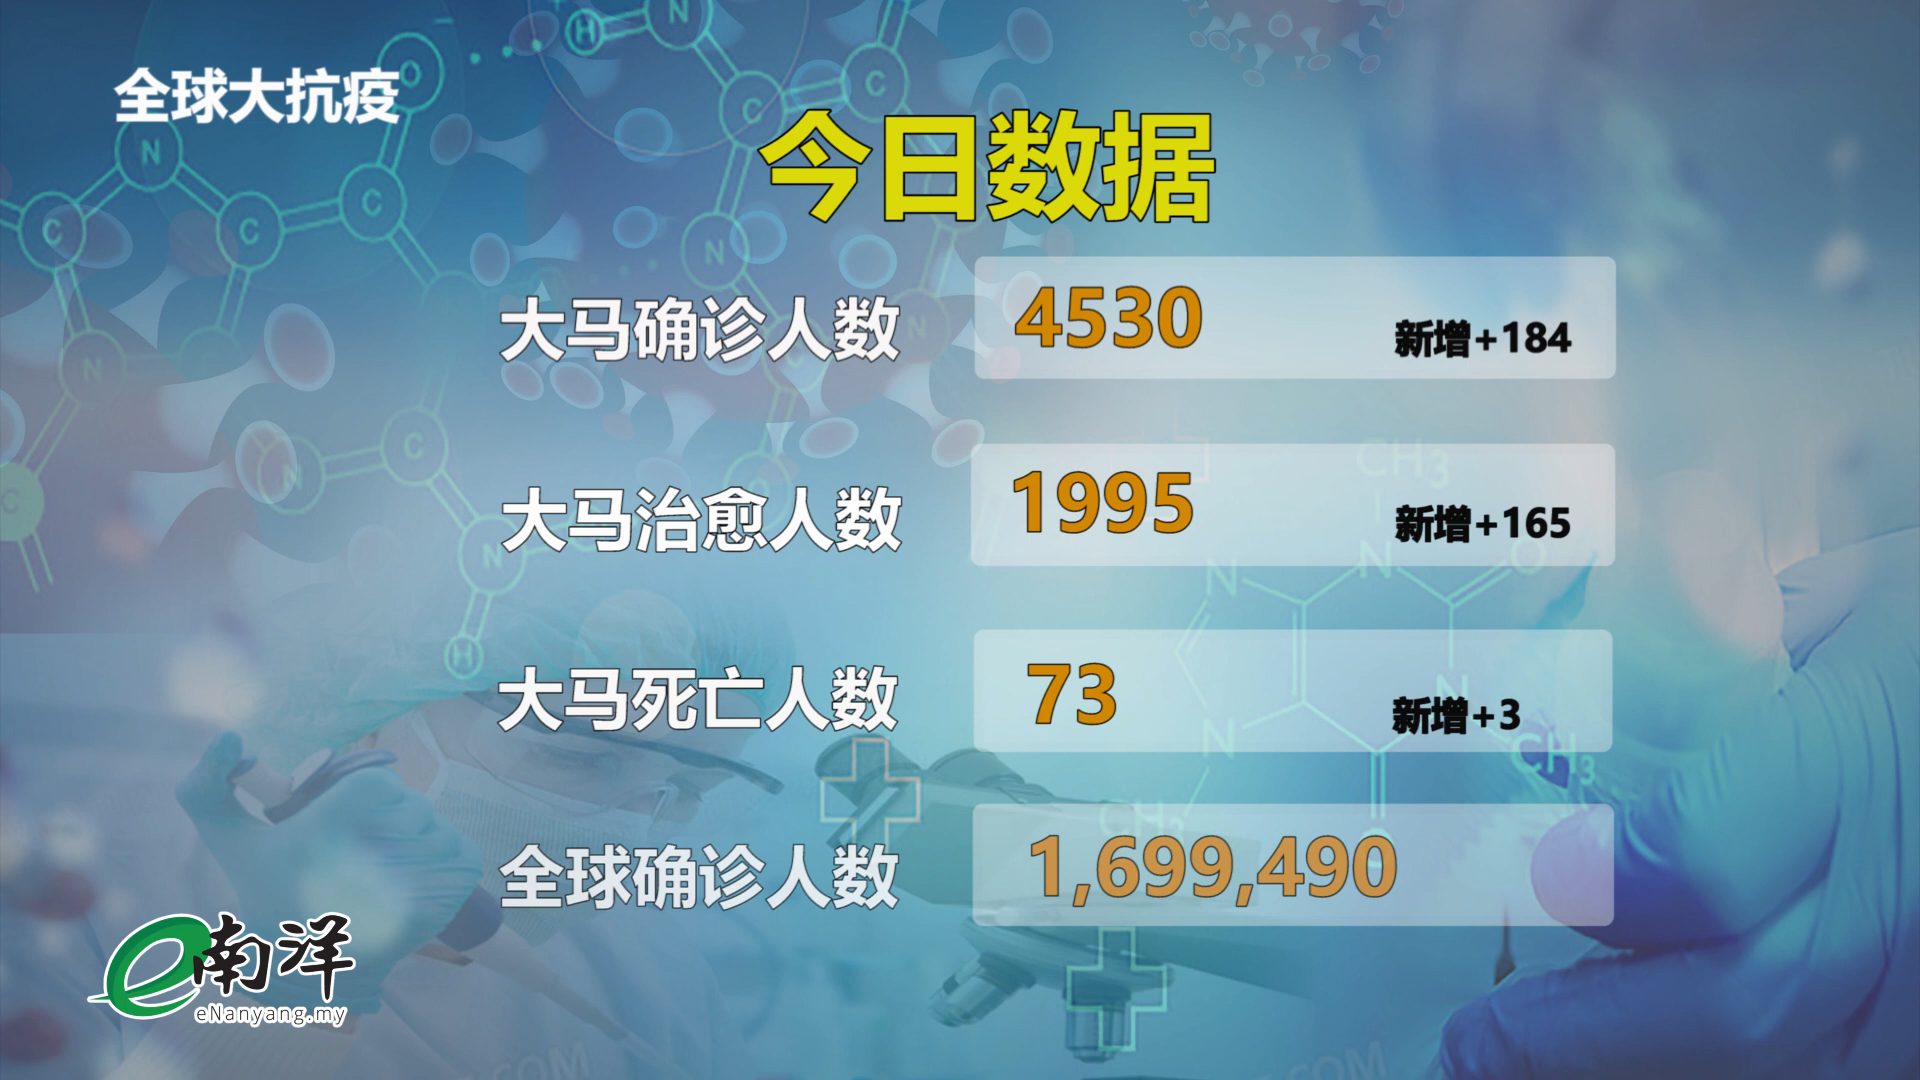 全球大抗疫
今日数据
大马确诊人数 4530 新增+184
大马治愈人数 1995 新增+165
大马死亡人数 73 新增+3
全球确诊人数 1,699,490
e南洋
eNanyang.my